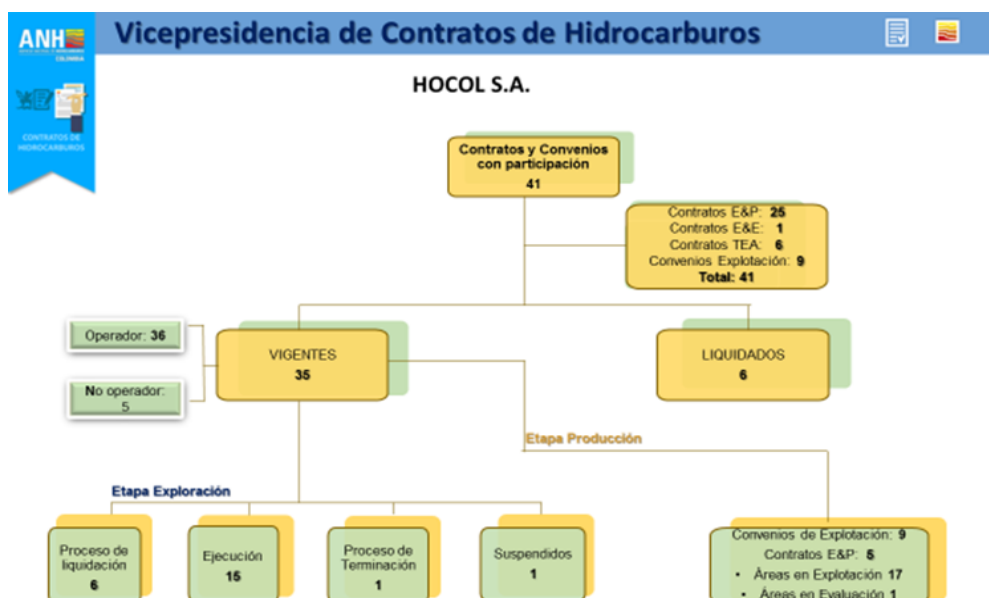 ANH
COLOMBIA
Vicepresidencia de Contratos de Hidrocarburos
CONTRATOS DE
HIDROCARBUROS
HOCOL S.A.
Contratos y Convenios
con participación
41
Contratos E&P: 25
Contratos E&E: 1
Contratos TEA: 6
Convenios Explotación: 9
Total: 41
Operador: 36
No operador:
5
VIGENTES
35
LIQUIDADOS
6
Etapa Producción
Etapa Exploración
Proceso de
liquidación
6
Ejecución
15
Proceso de
Terminación
1
Suspendidos
1
Convenios de Explotación: 9
Contratos E&P: 5
• Áreas en Explotación 17
• Áreas en Evaluación 1